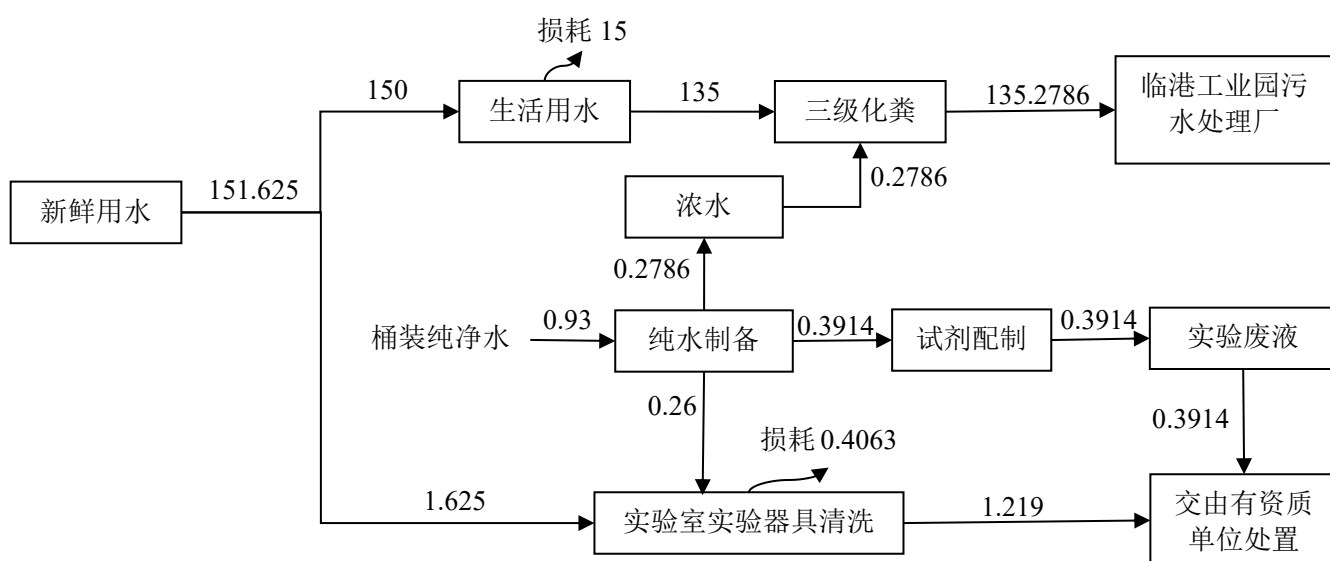 损耗 15
150
生活用水
135
三级化粪
135.2786
临港工业园污
水处理厂
新鲜用水
151.625
浓水
0.2786
0.2786
桶装纯净水
0.93
纯水制备
0.3914
试剂配制
0.3914
实验废液
0.26
0.3914
损耗 0.4063
1.625
实验室实验器具清洗
1.219
交由有资质
单位处置